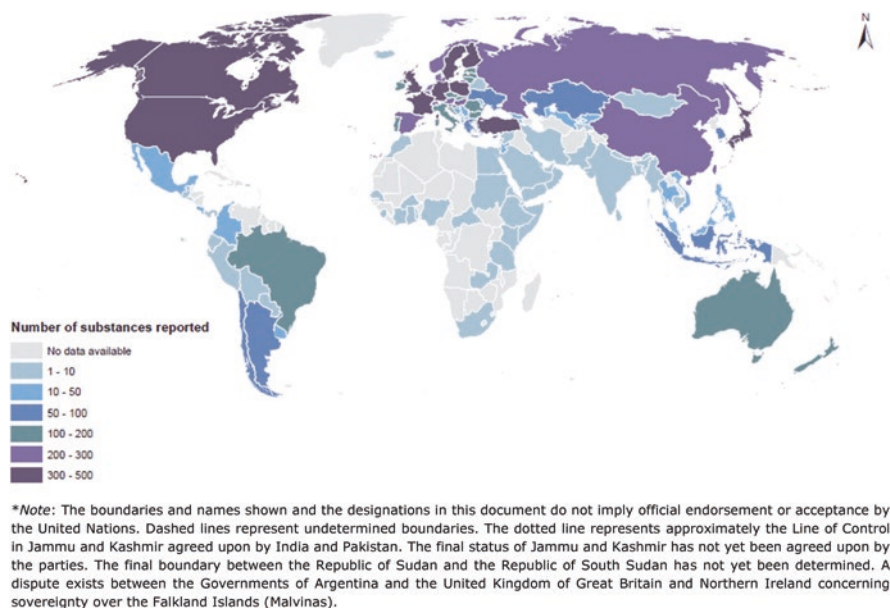 N
Number of substances reported
No data available
1 - 10
10 - 50
50 - 100
100 - 200
200 - 300
300 - 500
*Note: The boundaries and names shown and the designations in this document do not imply official endorsement or acceptance by
the United Nations. Dashed lines represent undetermined boundaries. The dotted line represents approximately the Line of Control
in Jammu and Kashmir agreed upon by India and Pakistan. The final status of Jammu and Kashmir has not yet been agreed upon by
the parties. The final boundary between the Republic of Sudan and the Republic of South Sudan has not yet been determined. A
dispute exists between the Governments of Argentina and the United Kingdom of Great Britain and Northern Ireland concerning
sovereignty over the Falkland Islands (Malvinas).